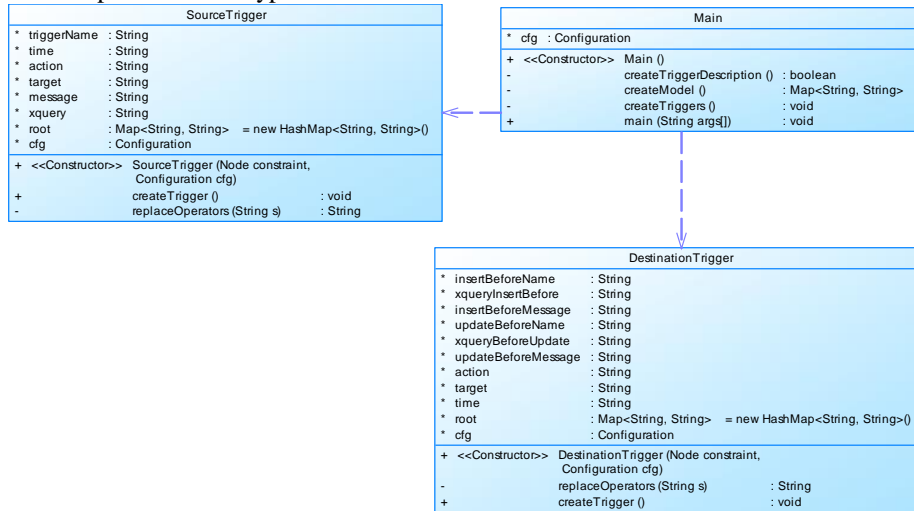 SourceTrigger
* triggerName : String
* time : String
* action : String
* target : String
* message : String
* xquery : String
* root : Map<String, String> = new HashMap<String, String>()
* cfg : Configuration
+ <<Constructor>> SourceTrigger (Node constraint,
Configuration cfg)
+ createTrigger () : void
- replaceOperators (String s) : String
Main
* cfg : Configuration
+ <<Constructor>> Main ()
- createTriggerDescription () : boolean
- createModel () : Map<String, String>
- createTriggers () : void
+ main (String args[]) : void
DestinationTrigger
* insertBeforeName : String
* xqueryInsertBefore : String
* insertBeforeMessage : String
* updateBeforeName : String
* xqueryBeforeUpdate : String
* updateBeforeMessage : String
* action : String
* target : String
* time : String
* root : Map<String, String> = new HashMap<String, String>()
* cfg : Configuration
+ <<Constructor>> DestinationTrigger (Node constraint,
Configuration cfg)
- replaceOperators (String s) : String
+ createTrigger () : void